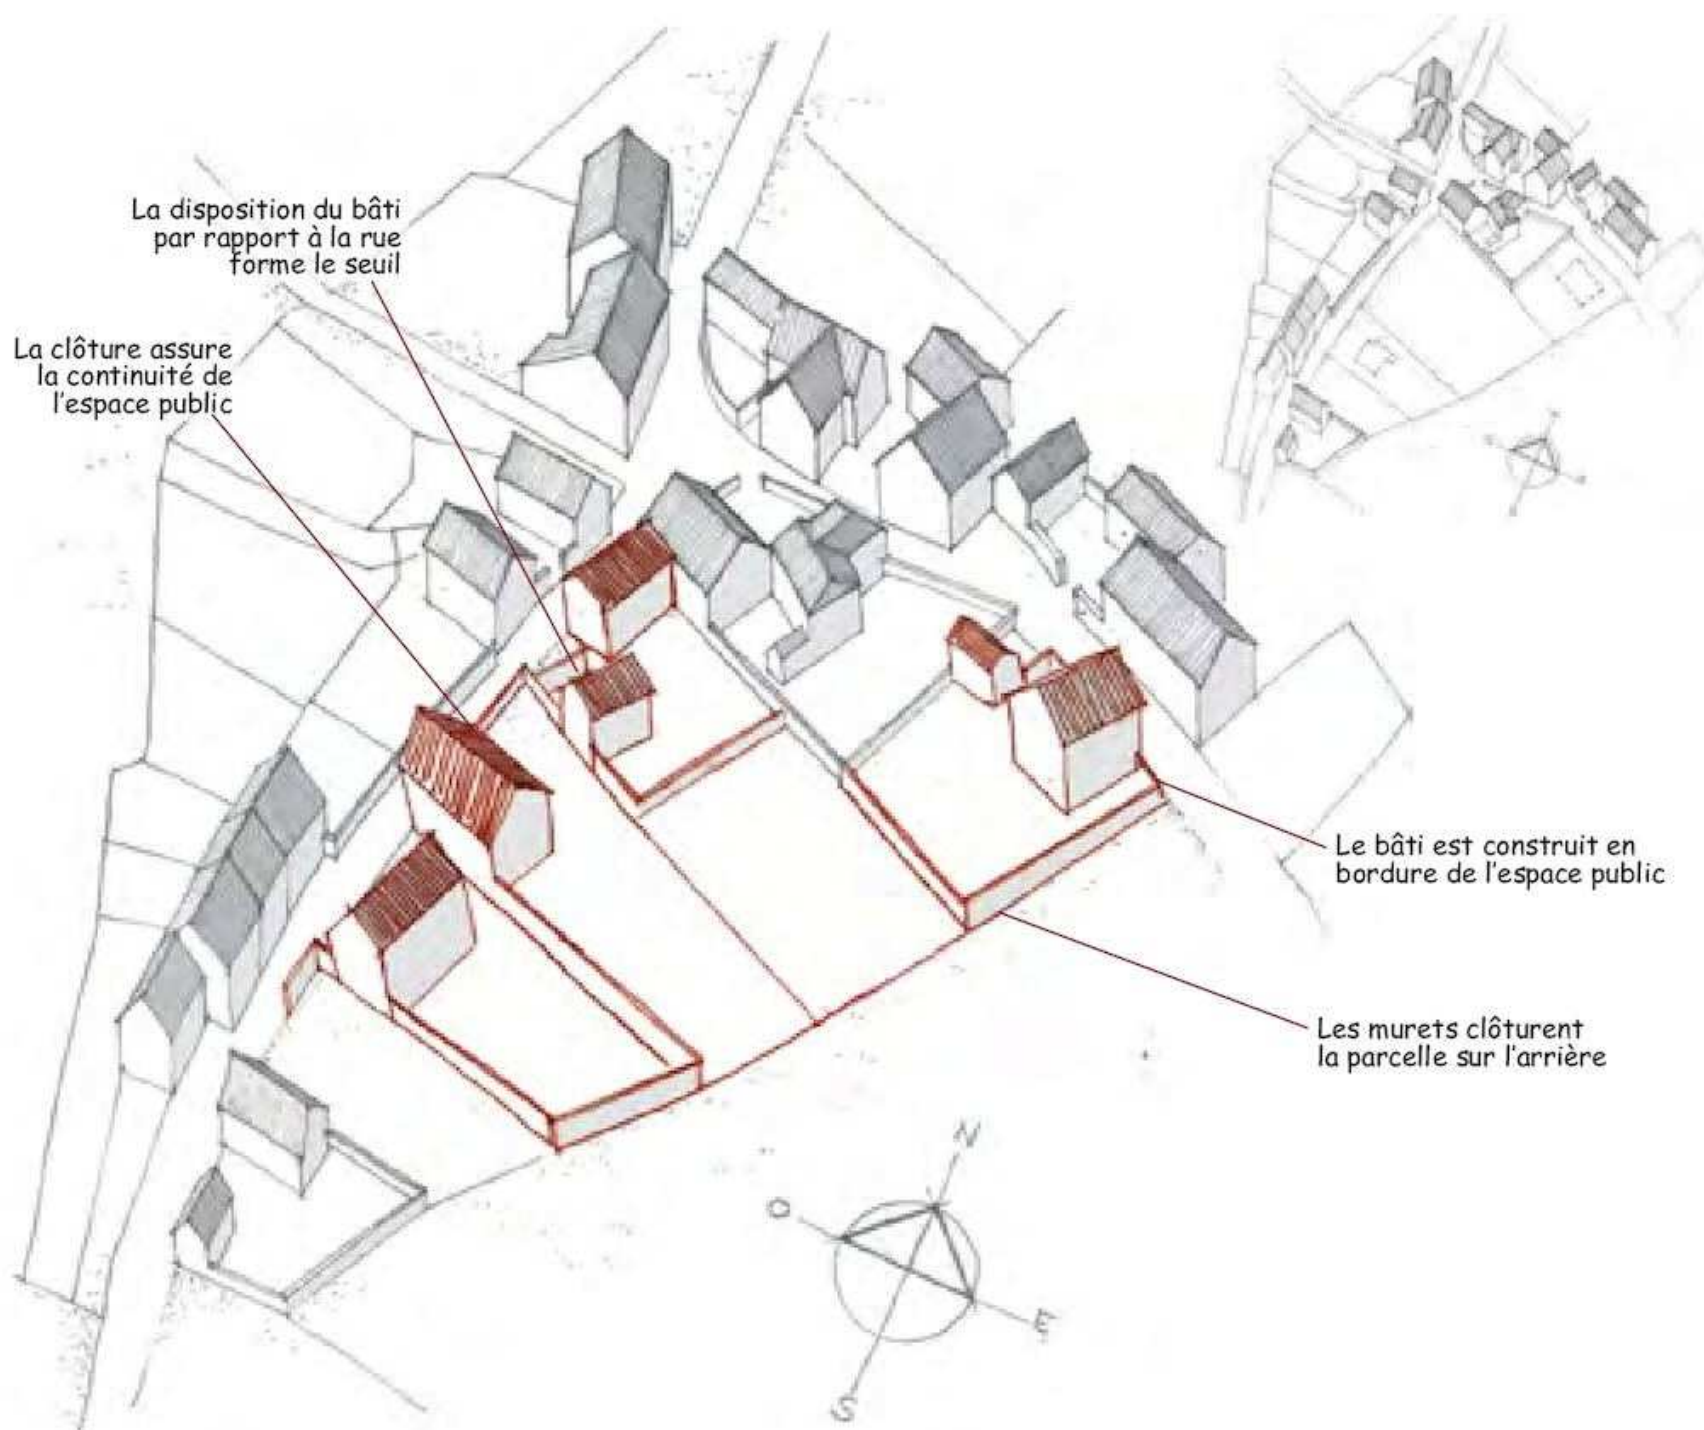 La disposition du bâti
par rapport à la rue
forme le seuil
La clôture assure
la continuité de
l'espace public
Le bâti est construit en
bordure de l'espace public
Les murets clôturent
la parcelle sur l'arrière
N
O
E
S